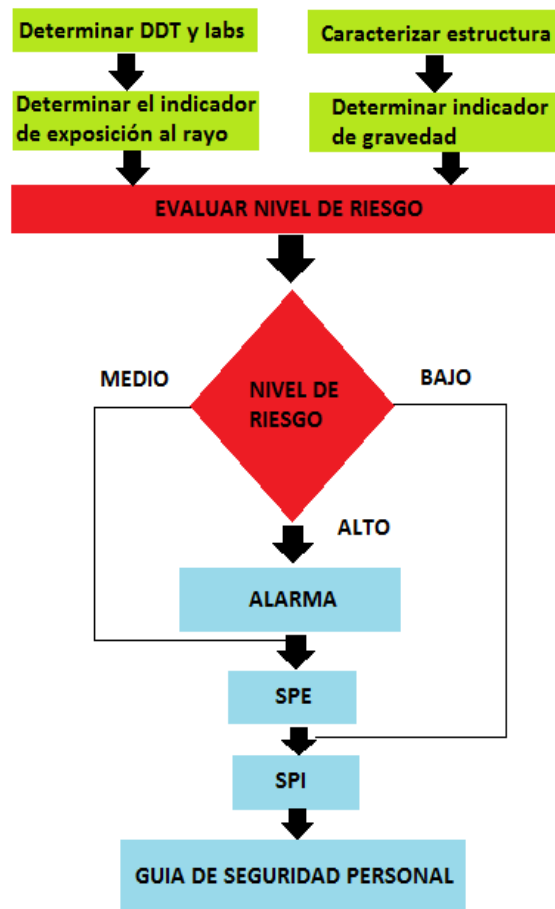 Determinar DDT y Iabs
Caracterizar estructura
Determinar el indicador
de exposición al rayo
Determinar indicador
de gravedad
EVALUAR NIVEL DE RIESGO
MEDIO
BAJO
NIVEL DE
RIESGO
ALTO
ALARMA
SPE
SPI
GUIA DE SEGURIDAD PERSONAL